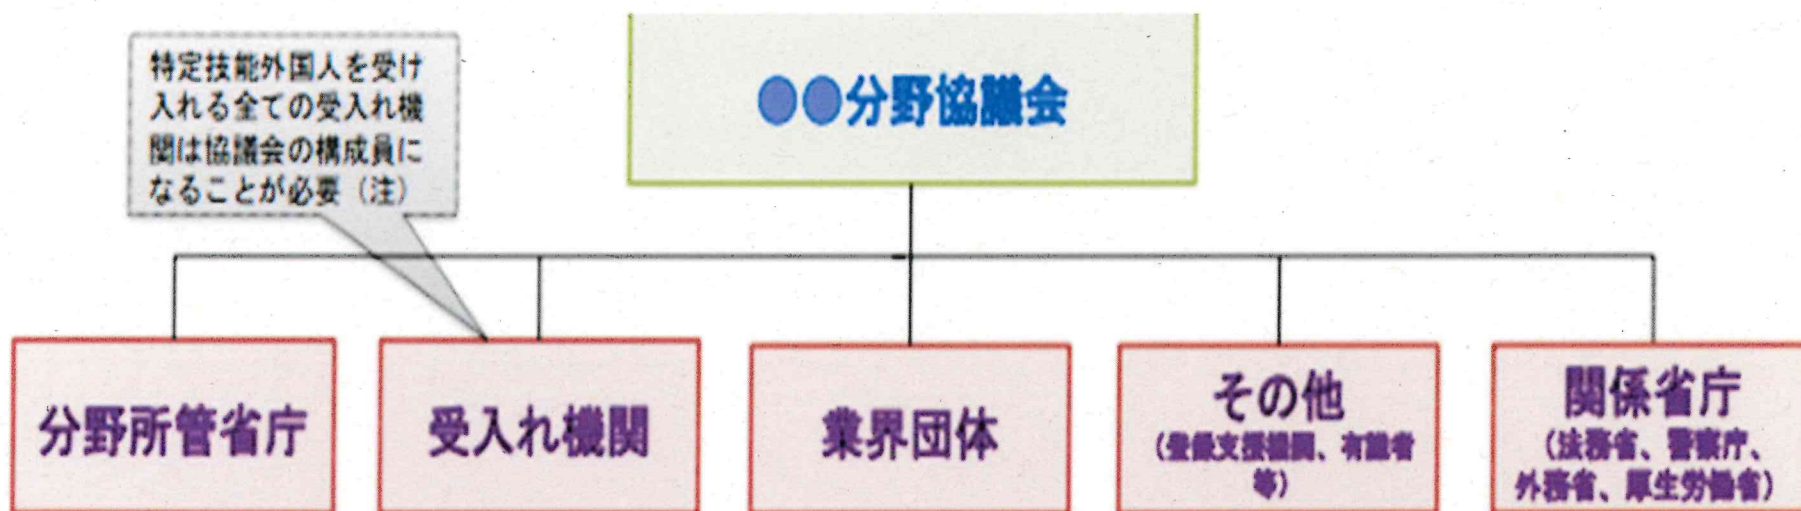 特定技能外国人を受け
入れる全ての受入れ機
関は協議会の構成員に
なることが必要（注）
●●分野協議会
分野所管省庁
受入れ機関
業界団体
その他
（登録支援機関、有識者
等）
関係省庁
（法務省、警察庁、
外務省、厚生労働省）